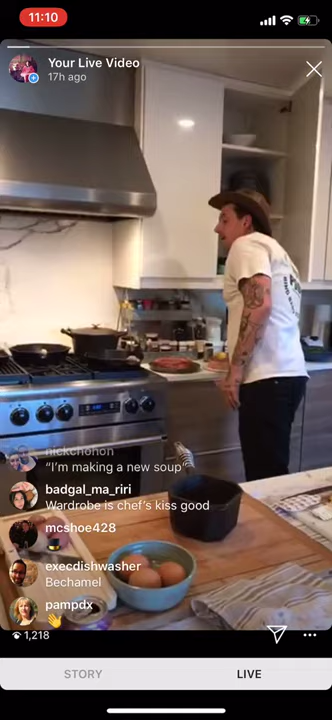 11:10
Your Live Video
17h ago
nickchonon
“I’m making a new soup”
badgal_ma_riri
Wardrobe is chef’s kiss good
mcshoe428
execdishwasher
Bechamel
pampdx
1,218
STORY
LIVE